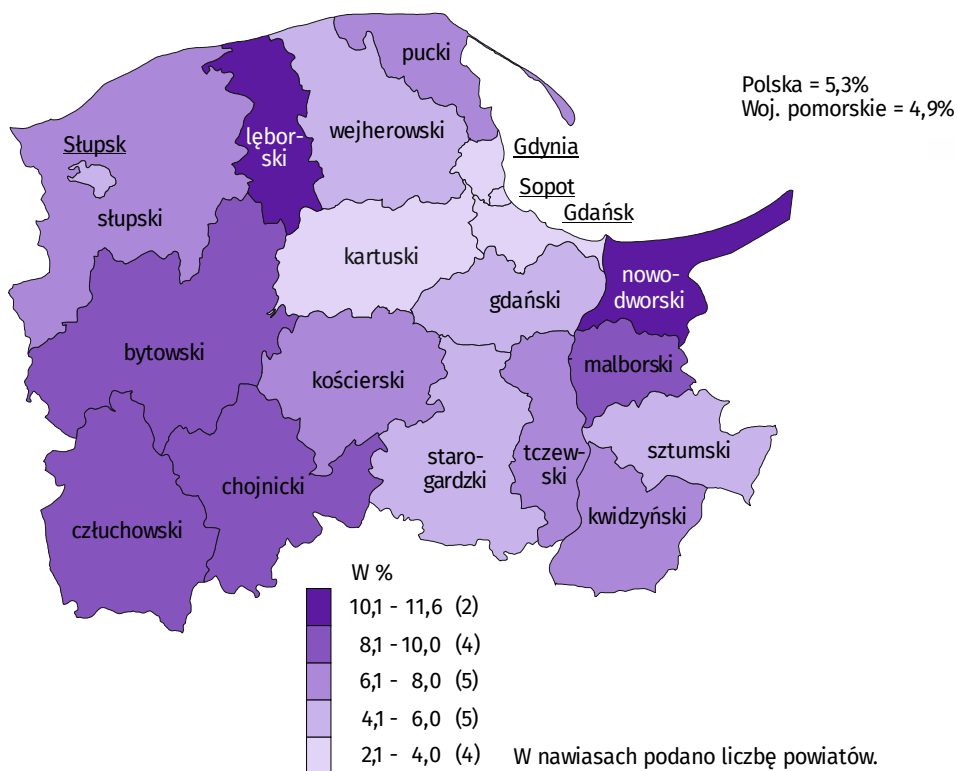 pucki
Polska = 5,3%
Woj. pomorskie = 4,9%
lębor-
ski
wejherowski
Słupsk
Gdynia
Sopot
Gdańsk
słupski
kartuski
nowo-
dworski
gdański
bytowski
malborski
kościerski
staro-
gardzki
tczew-
ski
sztumski
chojnicki
człuchowski
kwidzyński
W %
10,1 - 11,6 (2)
8,1 - 10,0 (4)
6,1 - 8,0 (5)
4,1 - 6,0 (5)
2,1 - 4,0 (4)
W nawiasach podano liczbę powiatów.